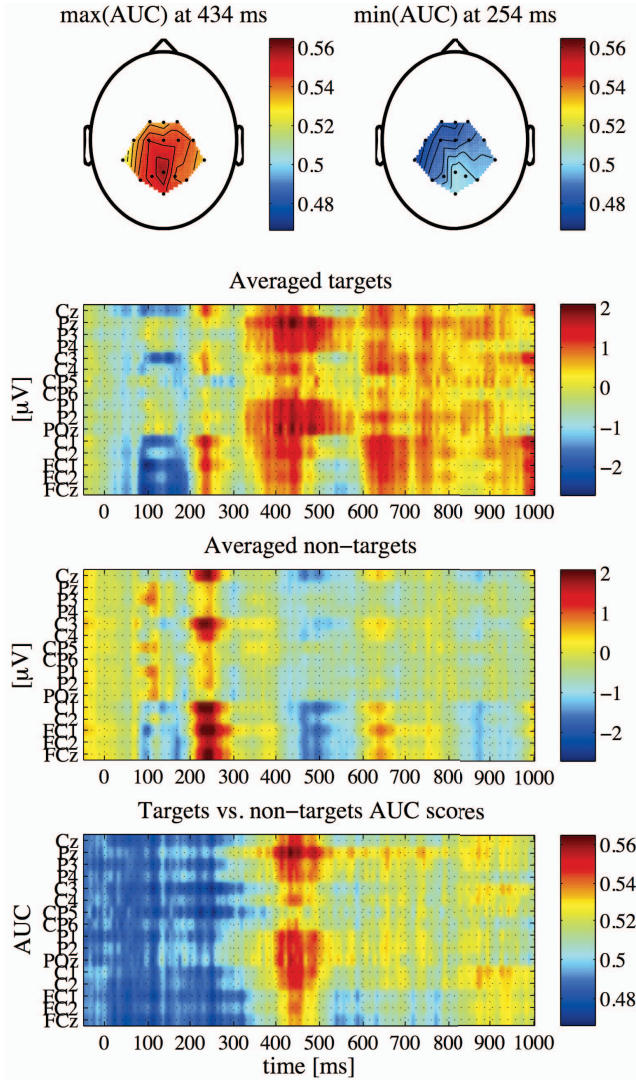 max(AUC) at 434 ms
0.56
0.54
0.52
0.5
0.48
min(AUC) at 254 ms
0.56
0.54
0.52
0.5
0.48
Averaged targets
[µV]
Cz
Pz
P4
C3
C4
CP5
CP6
P2
POz
C1
C2
FC1
FCz
0 100 200 300 400 500 600 700 800 900 1000
2
1
0
−1
−2
Averaged non−targets
[µV]
Cz
Pz
P4
C3
C4
CP5
CP6
P2
POz
C1
C2
FC1
FCz
0 100 200 300 400 500 600 700 800 900 1000
2
1
0
−1
−2
Targets vs. non−targets AUC scores
AUC
Cz
Pz
P4
C3
C4
CP5
CP6
P2
POz
C1
C2
FC1
FCz
0 100 200 300 400 500 600 700 800 900 1000
time [ms]
0.56
0.54
0.52
0.5
0.48